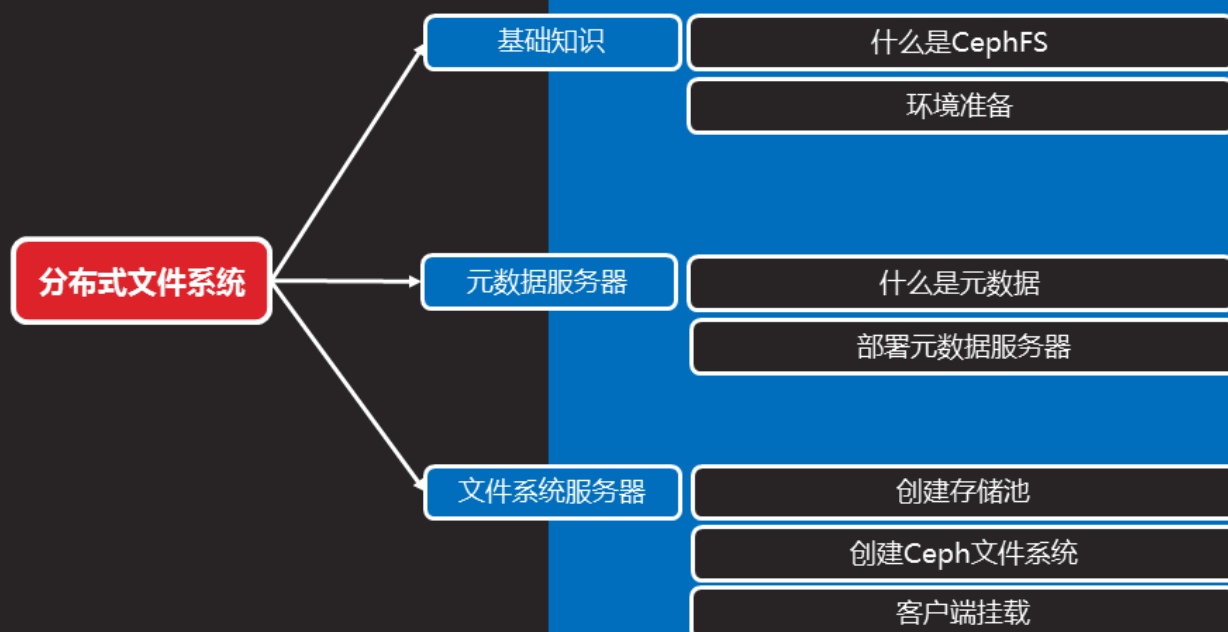 基础知识
什么是CephFS
环境准备
分布式文件系统
元数据服务器
什么是元数据
部署元数据服务器
文件系统服务器
创建存储池
创建Ceph文件系统
客户端挂载